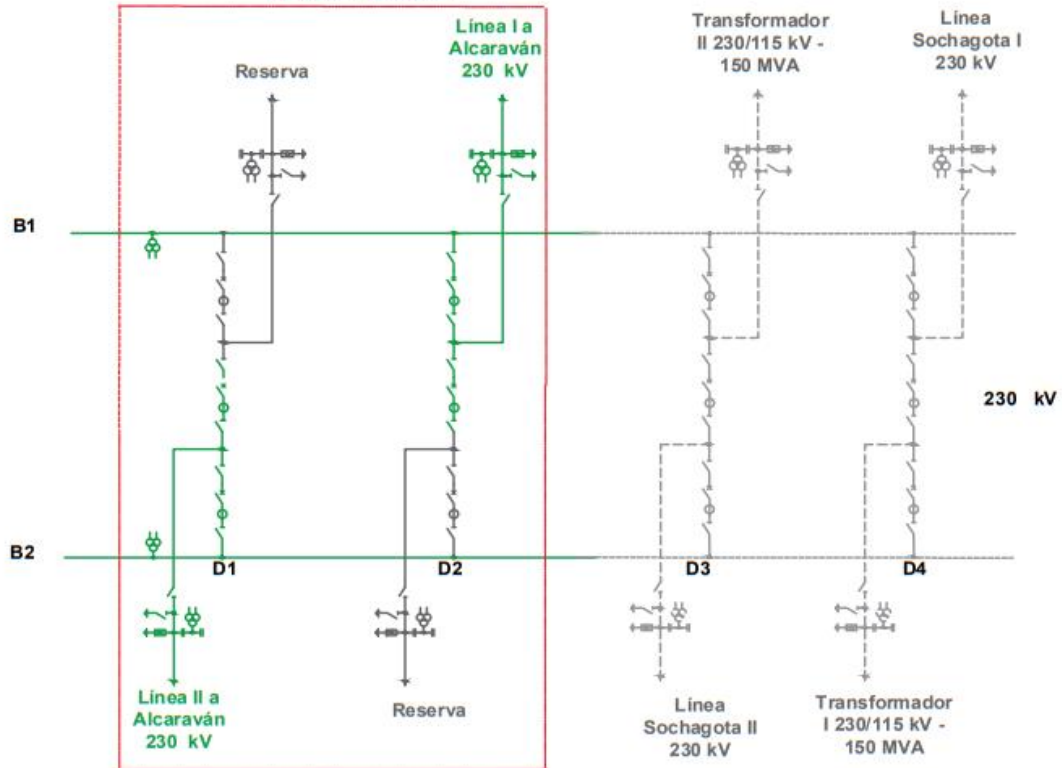 Línea I a
Alcaraván
230 kV
Reserva
Transformador
II 230/115 kV -
150 MVA
Línea
Sochagota I
230 kV
B1
230 kV
B2
D1
D2
D3
D4
Línea II a
Alcaraván
230 kV
Reserva
Línea
Sochagota II
230 kV
Transformador
I 230/115 kV -
150 MVA